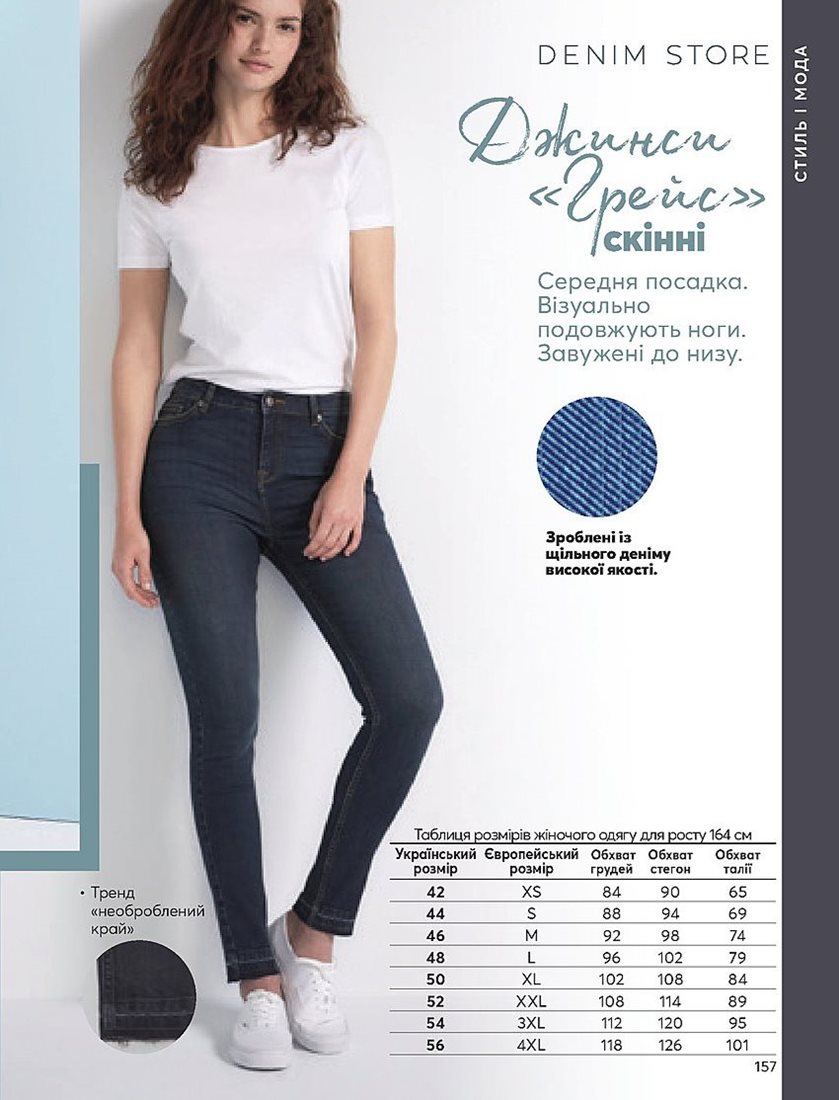 DENIM STORE
СТИЛЬ І МОДА
Джинси
«Грейс»
скінні
Середня посадка.
Візуально
подовжують ноги.
Завужені до низу.
Зроблені із
щільного деніму
високої якості.
• Тренд
«необроблений
край»
Таблиця розмірів жіночого одягу для росту 164 см
Український розмір Європейський розмір Обхват грудей Обхват стегон Обхват талії
42 XS 84 90 65
44 S 88 94 69
46 M 92 98 74
48 L 96 102 79
50 XL 102 108 84
52 XXL 108 114 89
54 3XL 112 120 95
56 4XL 118 126 101
157